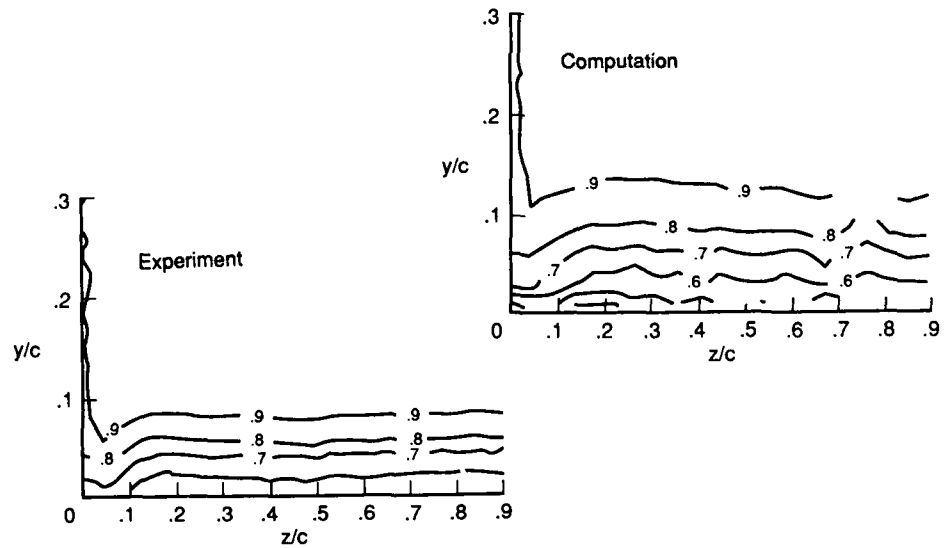 .3
Computation
.2
y/c
.9 .9
.1
.8 .8
.7 .7 .7
.6 .6
0 .1 .2 .3 .4 .5 .6 .7 .8 .9
z/c
.3
Experiment
.2
y/c
.1
.9 .9 .9
.8 .8 .8
.7 .7
0 .1 .2 .3 .4 .5 .6 .7 .8 .9
z/c